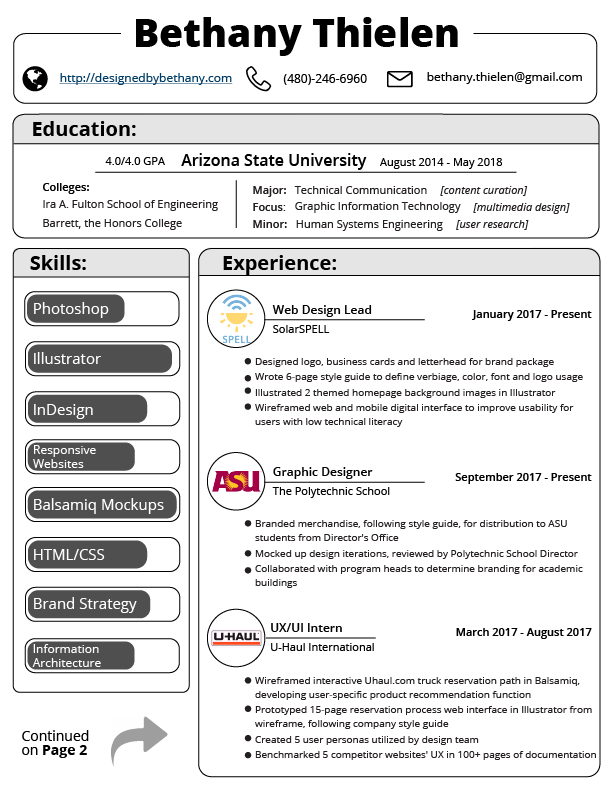 Bethany Thielen
http://designedbybethany.com (480)-246-6960 bethany.thielen@gmail.com
Education:
4.0/4.0 GPA Arizona State University August 2014 - May 2018
Colleges:
Ira A. Fulton School of Engineering
Barrett, the Honors College
Major: Technical Communication [content curation]
Focus: Graphic Information Technology [multimedia design]
Minor: Human Systems Engineering [user research]
Skills:
Photoshop
Illustrator
InDesign
Responsive
Websites
Balsamiq Mockups
HTML/CSS
Brand Strategy
Information
Architecture
Continued
on Page 2
Experience:
SPELL
Web Design Lead
January 2017 - Present
SolarSPELL
● Designed logo, business cards and letterhead for brand package
● Wrote 6-page style guide to define verbiage, color, font and logo usage
● Illustrated 2 themed homepage background images in Illustrator
● Wireframed web and mobile digital interface to improve usability for
users with low technical literacy
ASU
Graphic Designer
September 2017 - Present
The Polytechnic School
● Branded merchandise, following style guide, for distribution to ASU
students from Director's Office
● Mocked up design iterations, reviewed by Polytechnic School Director
● Collaborated with program heads to determine branding for academic
buildings
U-HAUL
UX/UI Intern
March 2017 - August 2017
U-Haul International
● Wireframed interactive Uhaul.com truck reservation path in Balsamiq,
developing user-specific product recommendation function
● Prototyped 15-page reservation process web interface in Illustrator from
wireframe, following company style guide
● Created 5 user personas utilized by design team
● Benchmarked 5 competitor websites' UX in 100+ pages of documentation